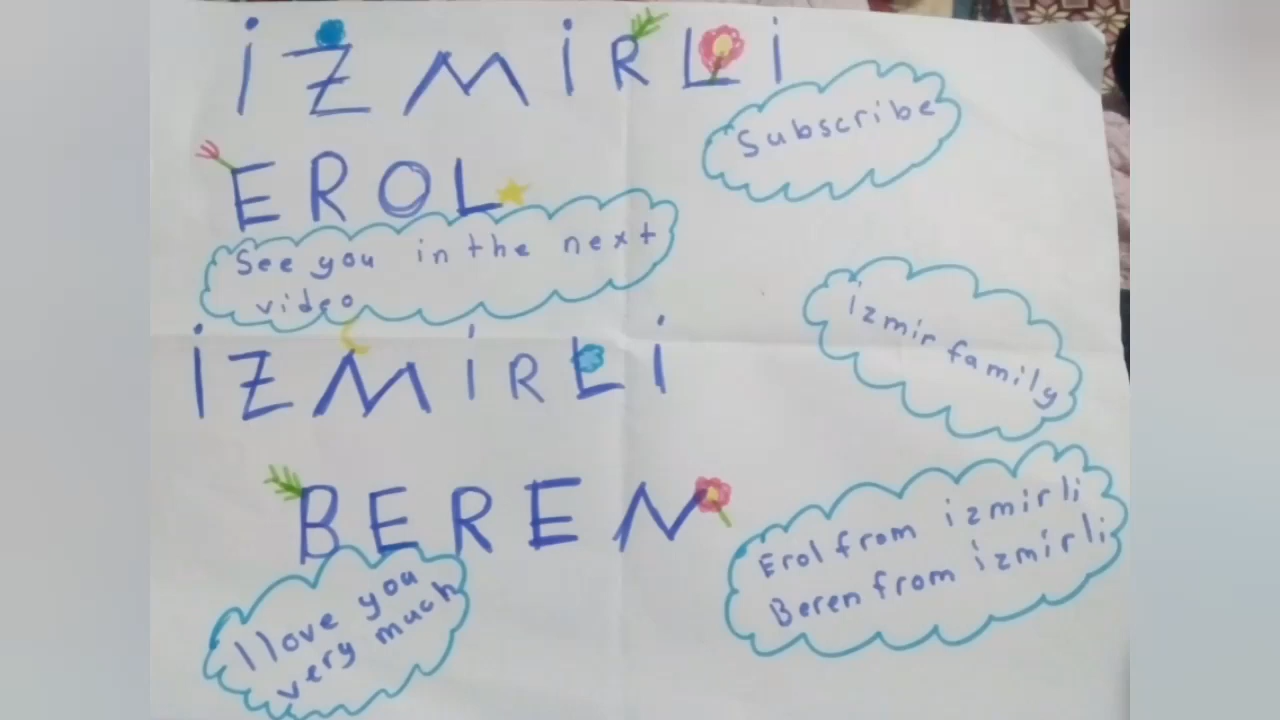 İZMİRLİ
Subscribe
EROL
See you in the next
video
İZMİRLİ
izmir family
BEREN
Erol from izmirli
Beren from izmirli
I love you
very much